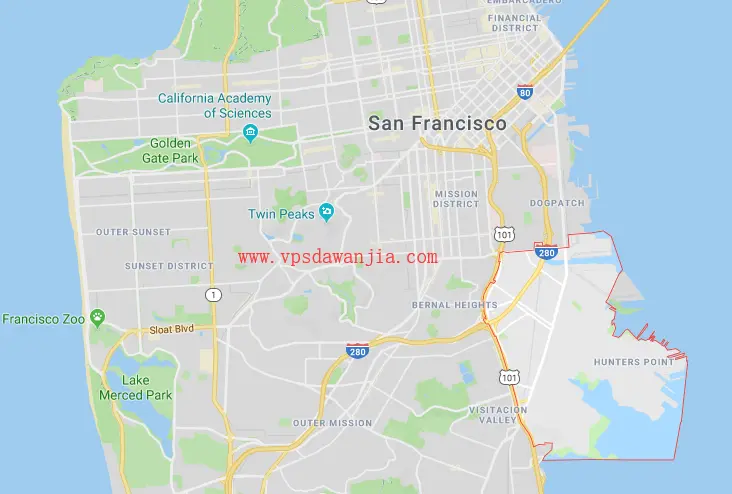 EMBARCADERO
FINANCIAL
DISTRICT
80
California Academy
of Sciences
San Francisco
Golden
Gate Park
MISSION
DISTRICT
DOGPATCH
Twin Peaks
OUTER SUNSET
101
280
www.vpsdawanjia.com
SUNSET DISTRICT
1
BERNAL HEIGHTS
Francisco Zoo
Sloat Blvd
280
HUNTERS POINT
101
Lake
Merced Park
VISITACION
VALLEY
OUTER MISSION